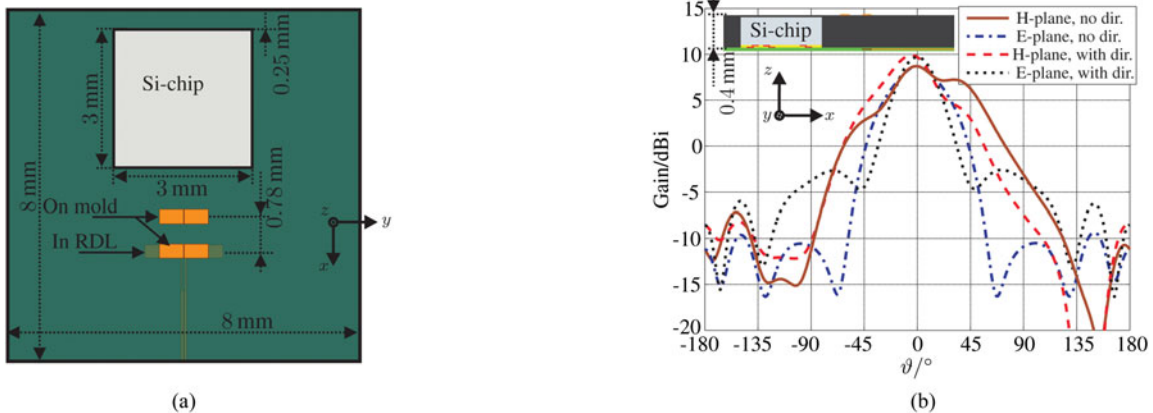 Si-chip
0.25 mm
3 mm
3 mm
0.78 mm
8 mm
On mold
In RDL
z
y
x
8 mm
(a)
15
10
5
0
-5
-10
-15
-20
Gain/dBi
0.4 mm
Si-chip
z
y
x
H-plane, no dir.
E-plane, no dir.
H-plane, with dir.
E-plane, with dir.
-180 -135 -90 -45 0 45 90 135 180
ϑ/°
(b)